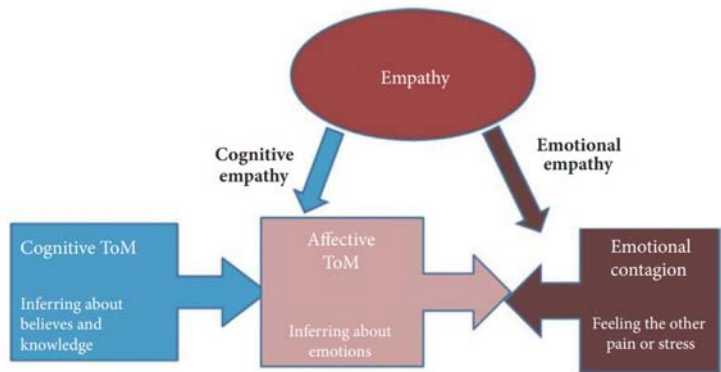 Empathy
Cognitive
empathy
Emotional
empathy
Cognitive ToM
Inferring about
believes and
knowledge
Affective
ToM
Inferring about
emotions
Emotional
contagion
Feeling the other
pain or stress